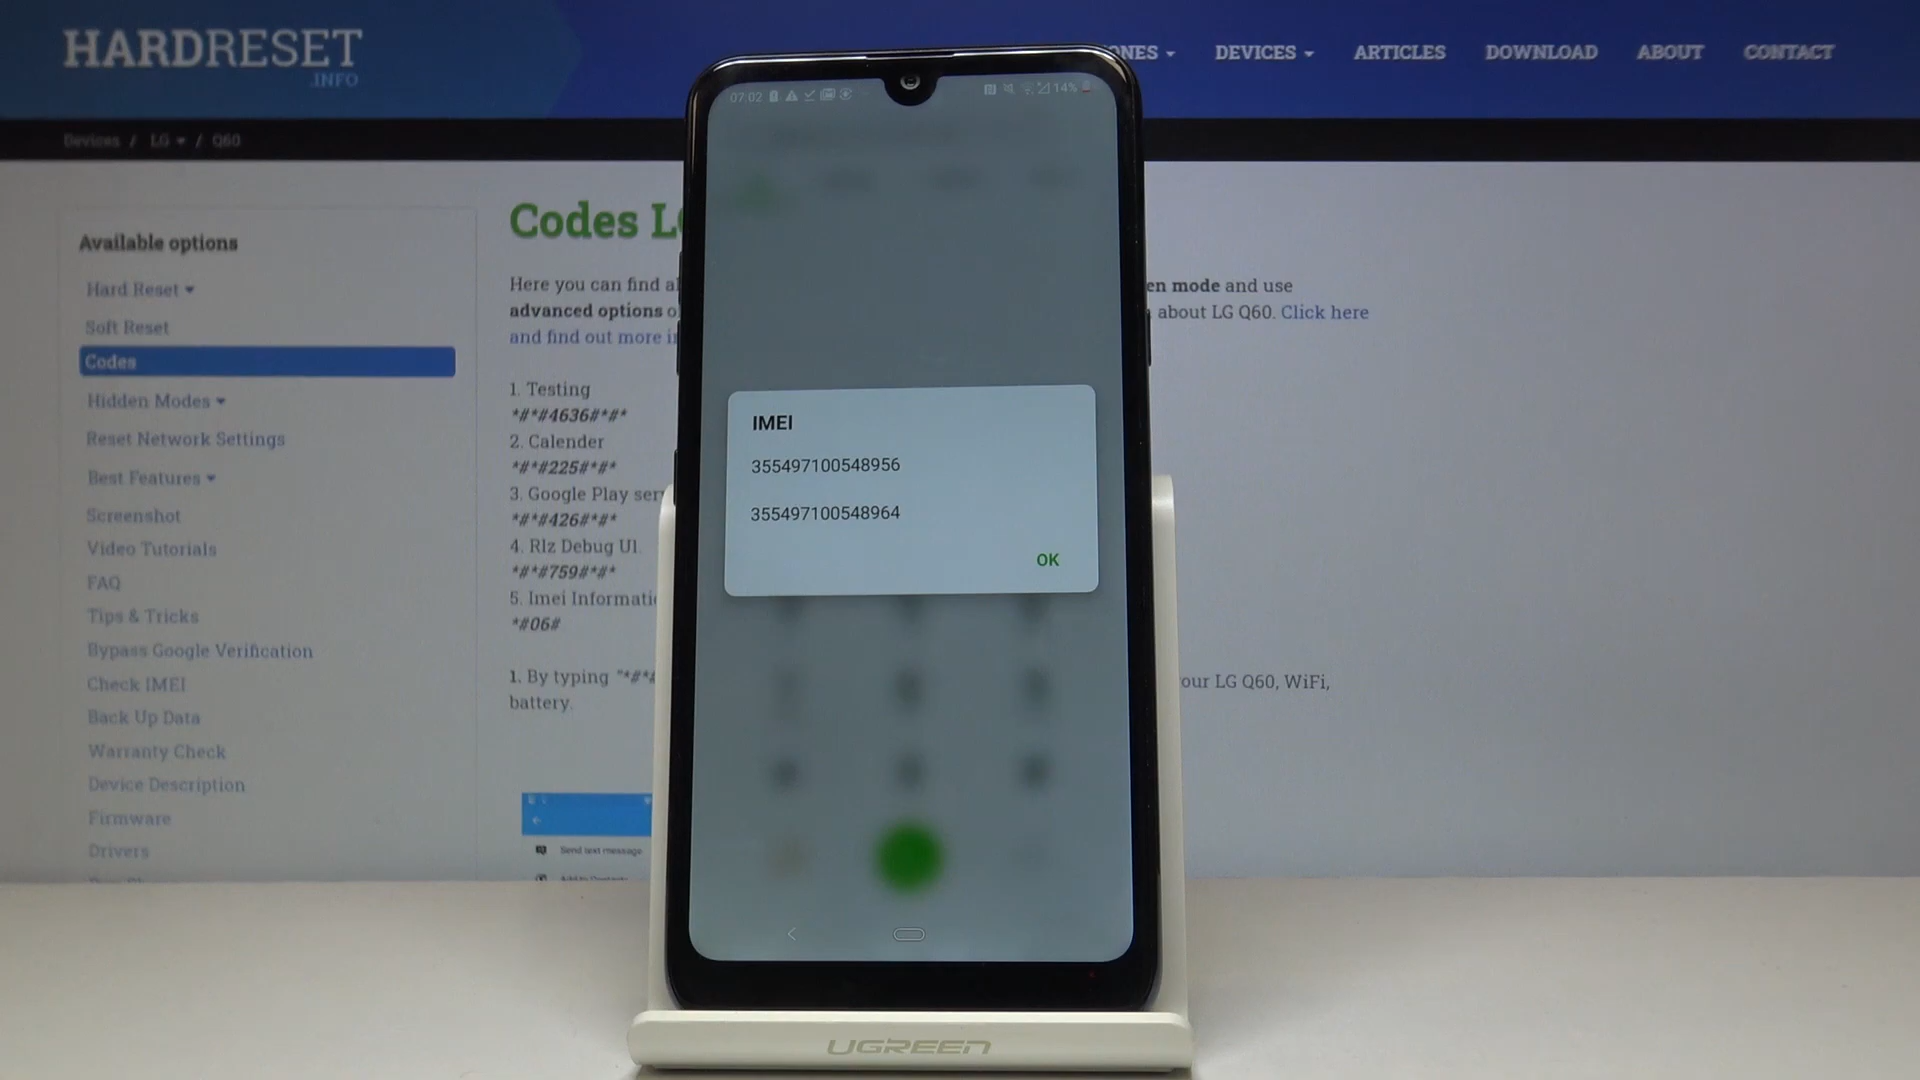 HARDRESET
.INFO
DEVICES
ARTICLES
DOWNLOAD
ABOUT
CONTACT
Devices / LG / Q60
Available options
Hard Reset
Soft Reset
Codes
Hidden Modes
Reset Network Settings
Best Features
Screenshot
Video Tutorials
FAQ
Tips & Tricks
Bypass Google Verification
Check IMEI
Back Up Data
Warranty Check
Device Description
Firmware
Drivers
Codes
Here you can find
en mode and use
advanced options
about LG Q60. Click here
and find out more
1. Testing
*#*#4636#*#*
2. Calender
*#*#225#*#*
3. Google Play ser
*#*#426#*#*
4. Rlz Debug UI.
*#*#759#*#*
5. Imei Informati
*#06#
1. By typing "*#*
our LG Q60, WiFi,
battery.
Send text message
07:02
14%
IMEI
355497100548956
355497100548964
OK
UGREEN